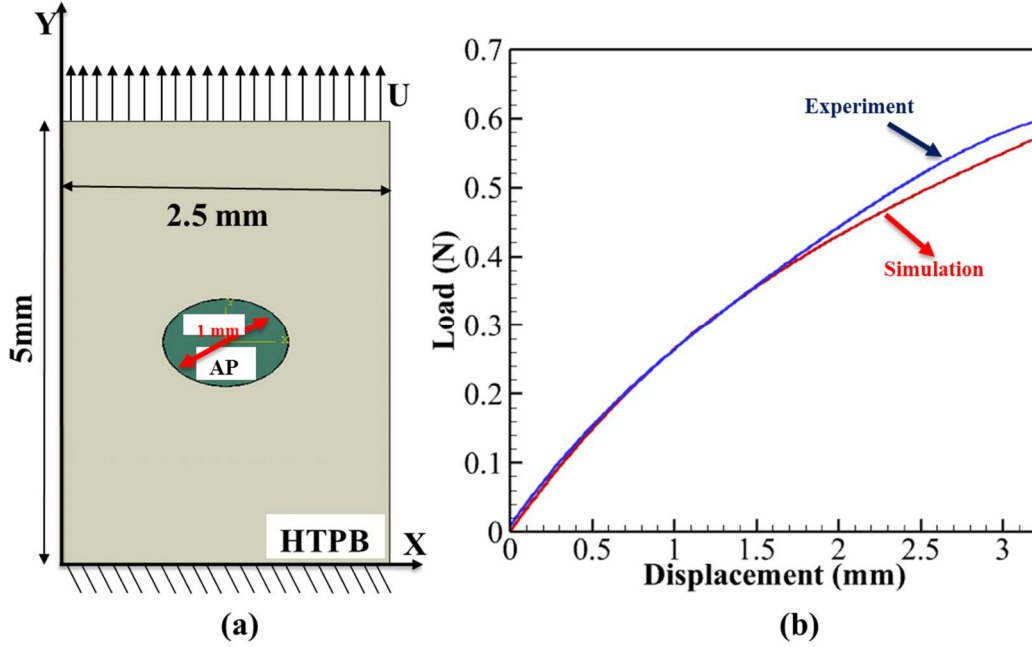 Y
U
2.5 mm
5mm
Y
1 mm
X
AP
HTPB
X
(a)
0.7
0.6
0.5
0.4
0.3
0.2
0.1
0
Load (N)
Experiment
Simulation
0 0.5 1 1.5 2 2.5 3
Displacement (mm)
(b)